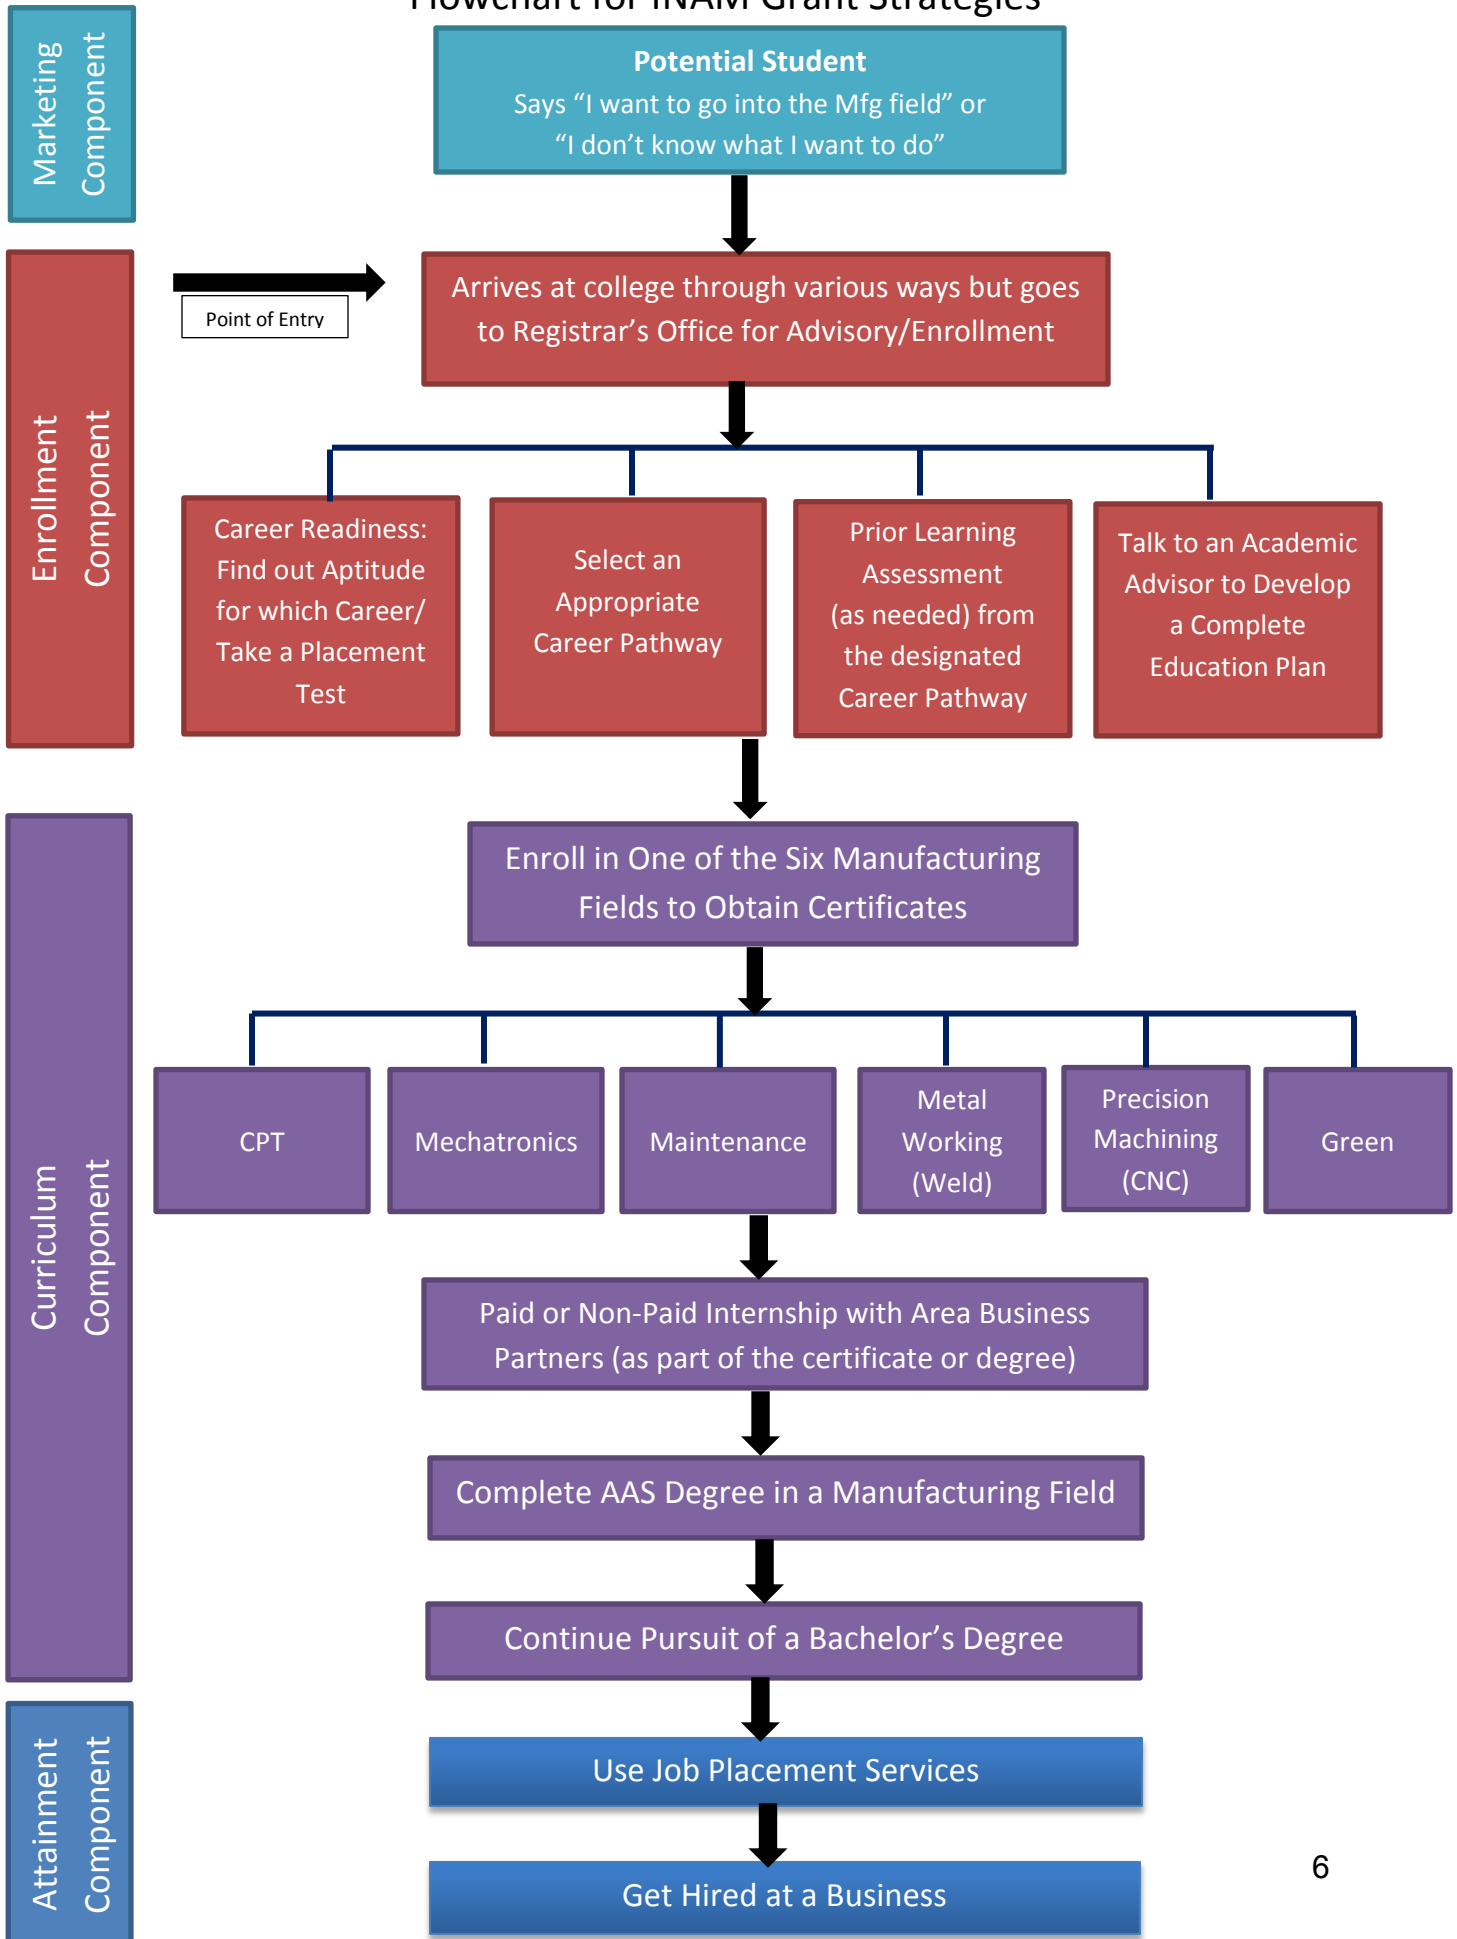 Flowchart for INAM Grant Strategies
Marketing
Component
Potential Student
Says “I want to go into the Mfg field” or
“I don’t know what I want to do”
Enrollment
Component
Point of Entry
Arrives at college through various ways but goes
to Registrar’s Office for Advisory/Enrollment
Career Readiness:
Find out Aptitude
for which Career/
Take a Placement
Test
Select an
Appropriate
Career Pathway
Prior Learning
Assessment
(as needed) from
the designated
Career Pathway
Talk to an Academic
Advisor to Develop
a Complete
Education Plan
Curriculum
Component
Enroll in One of the Six Manufacturing
Fields to Obtain Certificates
CPT
Mechatronics
Maintenance
Metal
Working
(Weld)
Precision
Machining
(CNC)
Green
Paid or Non-Paid Internship with Area Business
Partners (as part of the certificate or degree)
Complete AAS Degree in a Manufacturing Field
Continue Pursuit of a Bachelor’s Degree
Attainment
Component
Use Job Placement Services
Get Hired at a Business
6